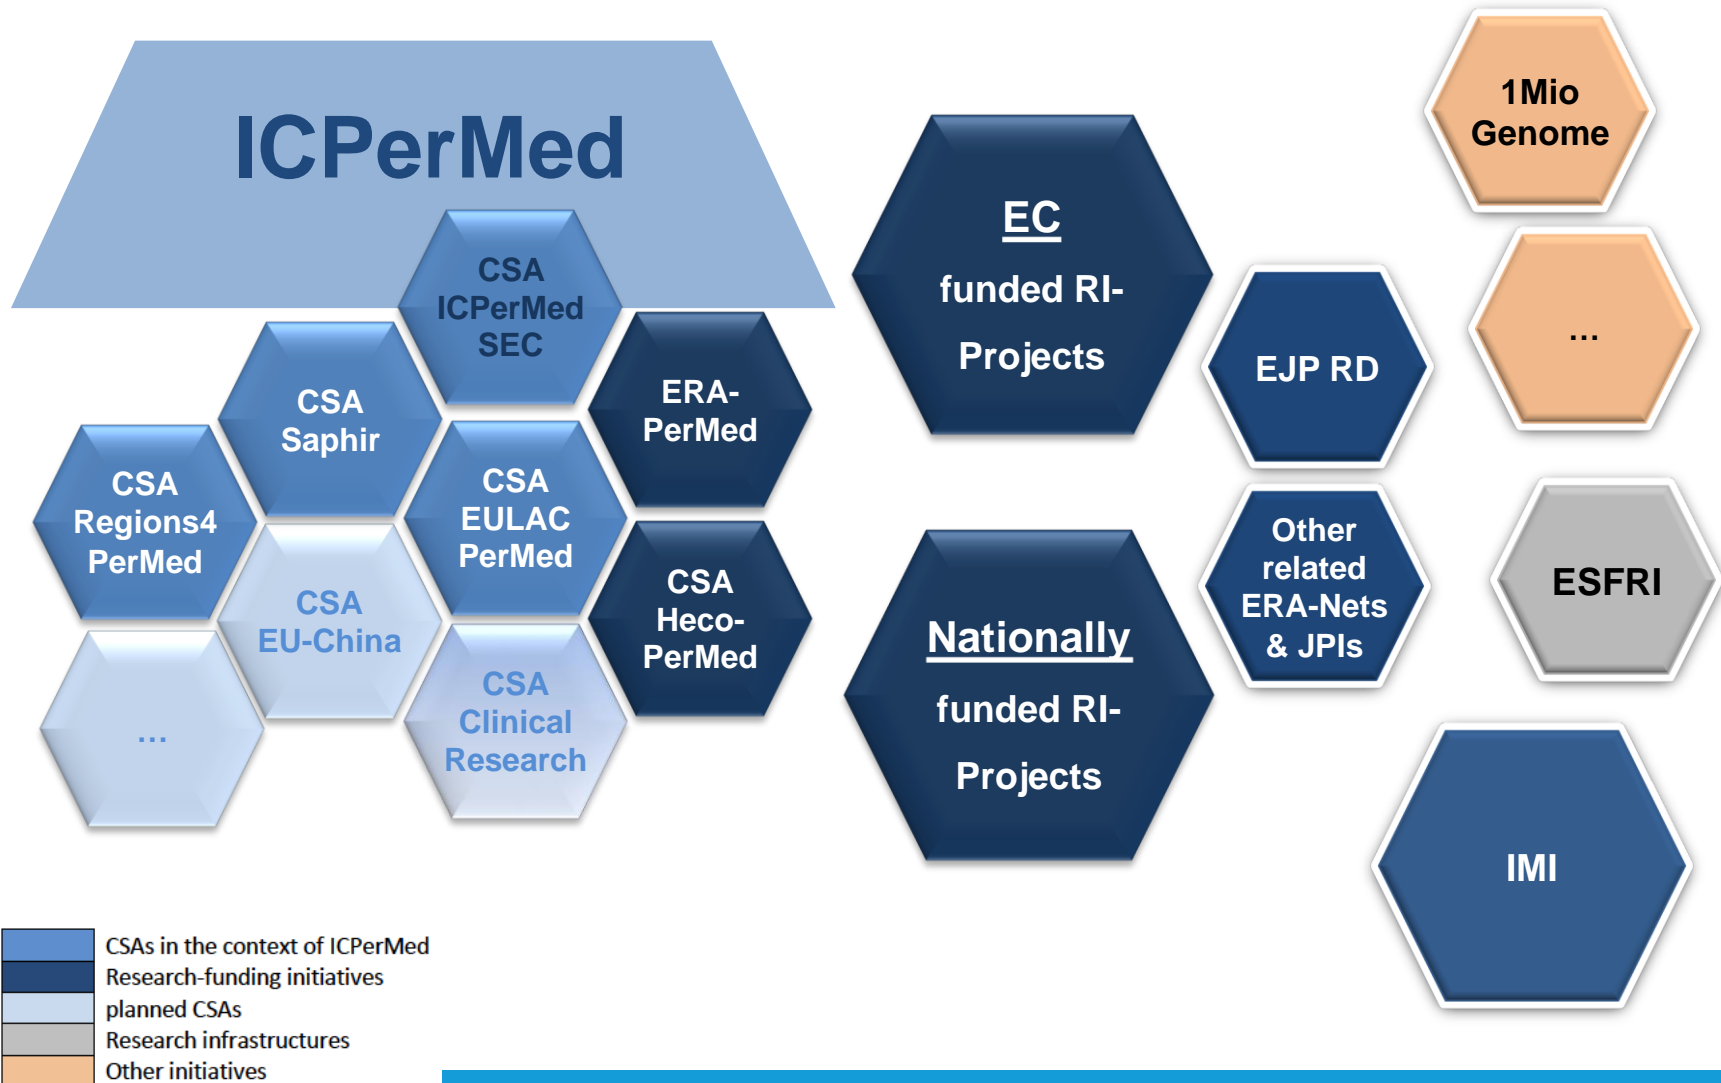 ICPerMed
CSA
ICPerMed
SEC
CSA
Saphir
ERA-
PerMed
CSA
Regions4
PerMed
CSA
EULAC
PerMed
CSA
EU-China
CSA
Heco-
PerMed
...
CSA
Clinical
Research
EC
funded RI-
Projects
Nationally
funded RI-
Projects
EJP RD
Other
related
ERA-Nets
& JPIs
1Mio
Genome
...
ESFRI
IMI
CSAs in the context of ICPerMed
Research-funding initiatives
planned CSAs
Research infrastructures
Other initiatives